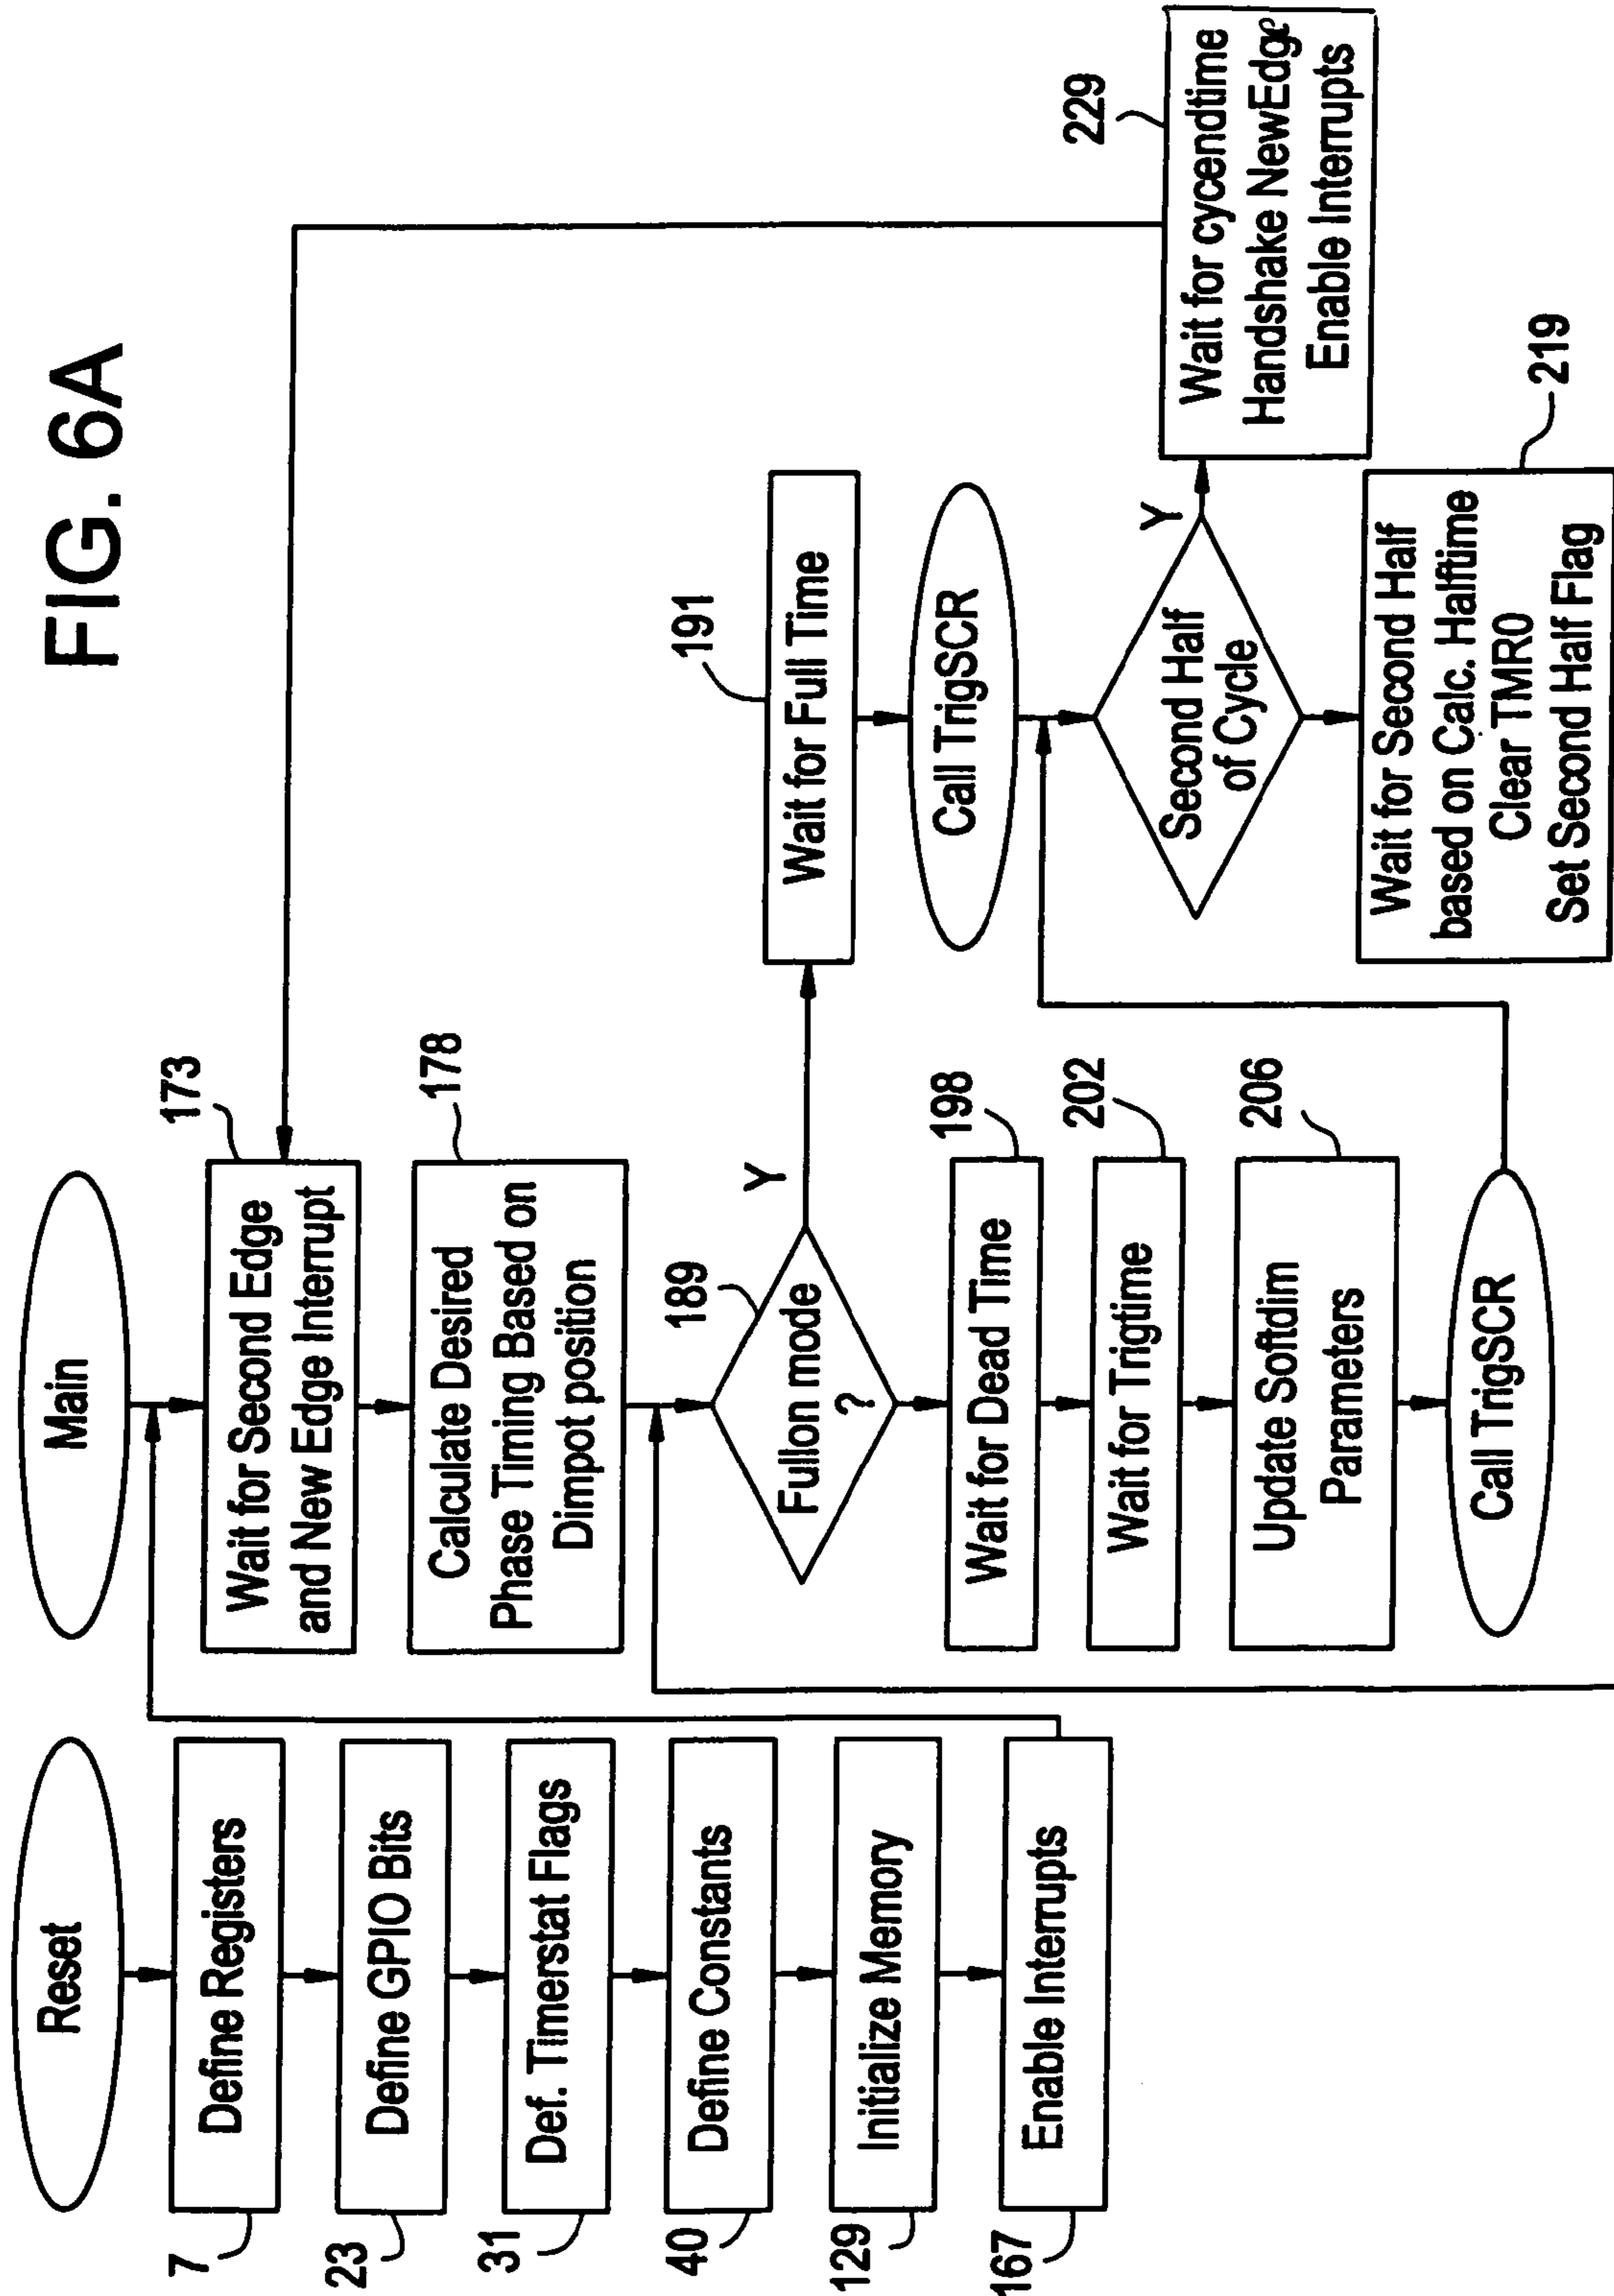 FIG. 6A
Reset
Define Registers
7
Define GPIO Bits
23
Def. Timerstat Flags
31
Define Constants
40
Initialize Memory
129
Enable Interrupts
167
Main
Wait for Second Edge
and New Edge Interrupt
173
Calculate Desired
Phase Timing Based on
Dimpot position
178
Fullon mode
?
189
Y
Wait for Dead Time
198
Wait for Trigtime
202
Update Softdim
Parameters
206
Call TrigSCR
Wait for Full Time
191
Call TrigSCR
Second Half
of Cycle
Y
Wait for Second Half
based on Calc. Halftime
Clear TMR0
Set Second Half Flag
219
Wait for cycendtime
Handshake NewEdge
Enable Interrupts
229